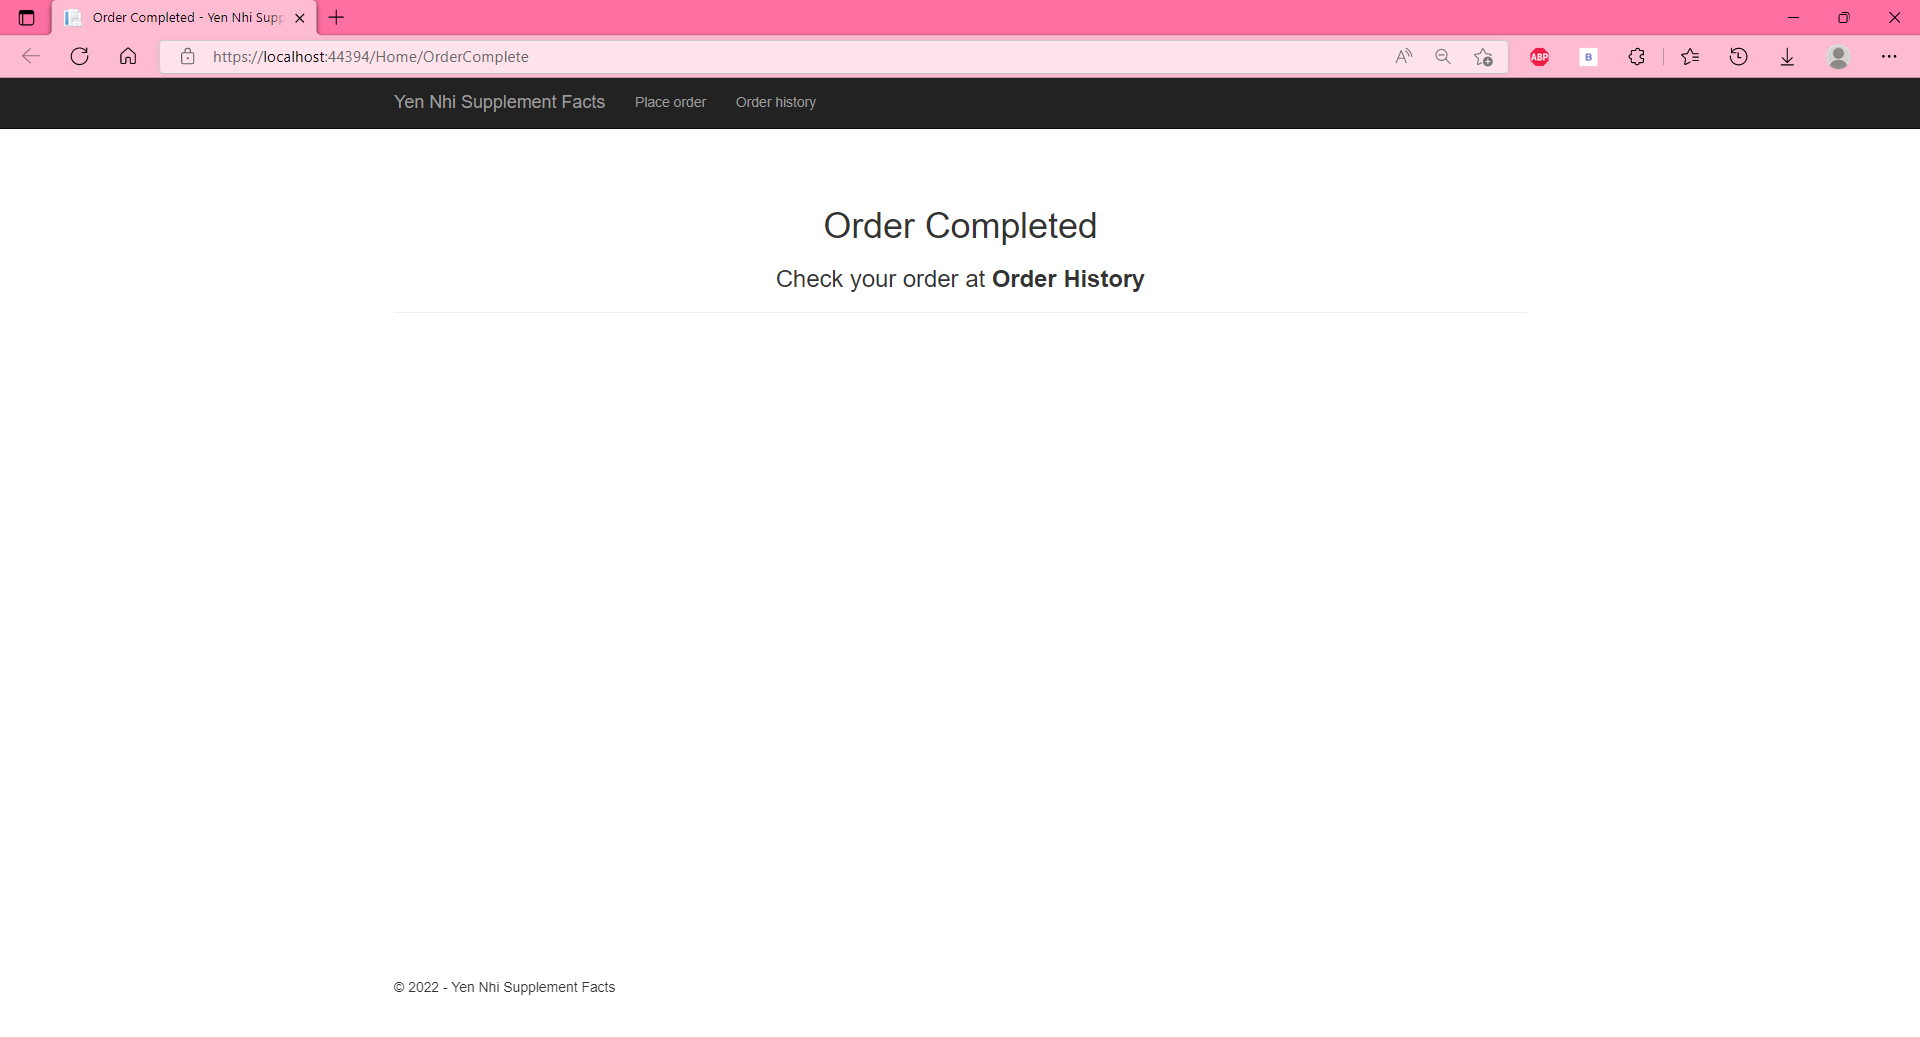 Order Completed - Yen Nhi Supp
https://localhost:44394/Home/OrderComplete
A
ABP
B
Yen Nhi Supplement Facts Place order Order history
Order Completed
Check your order at Order History
© 2022 - Yen Nhi Supplement Facts